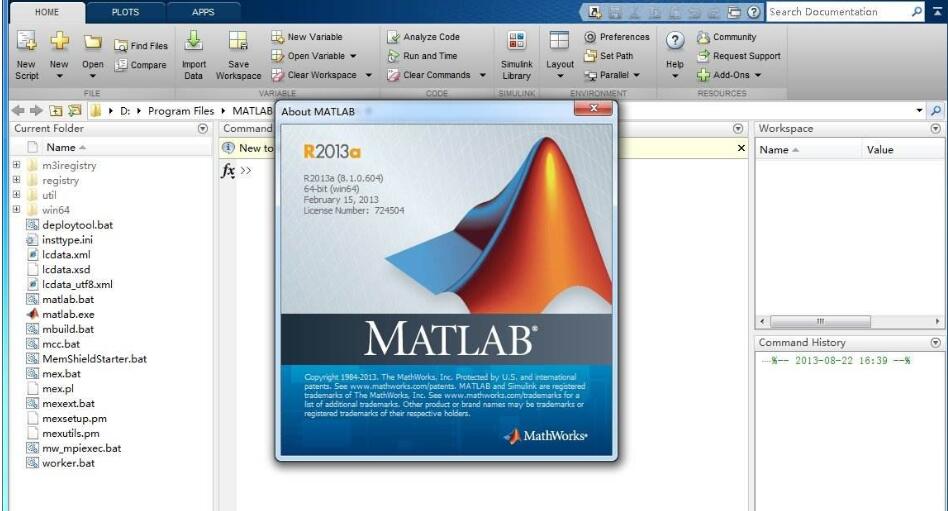 HOME PLOTS APPS Search Documentation
New Variable Analyze Code Preferences Community
Find Files Open Variable Run and Time Set Path Request Support
Compare Clear Workspace Clear Commands Parallel Add-Ons
New Script New Open Import Data Save Workspace Simulink Library Layout Help
FILE VARIABLE CODE SIMULINK ENVIRONMENT RESOURCES
D: Program Files MATLAB
About MATLAB
Current Folder Command Workspace
Name New to Name Value
fx >>
m3iregistry
registry
util
win64
deploytool.bat
insttype.ini
lcdata.xml
lcdata.xsd
lcdata_utf8.xml
matlab.bat
matlab.exe
mbuild.bat
mcc.bat
MemShieldStarter.bat
mex.bat
mex.pl
mexext.bat
mexsetup.pm
mexutils.pm
mw_mpiexec.bat
worker.bat
R2013a
R2013a (8.1.0.604)
64-bit (win64)
February 15, 2013
License Number: 724504
MATLAB®
Copyright 1984-2013, The MathWorks, Inc. Protected by U.S. and international
patents. See www.mathworks.com/patents. MATLAB and Simulink are registered
trademarks of The MathWorks, Inc. See www.mathworks.com/trademarks for a
list of additional trademarks. Other product or brand names may be trademarks or
registered trademarks of their respective holders.
MathWorks®
Command History
%-- 2013-08-22 16:39 --%